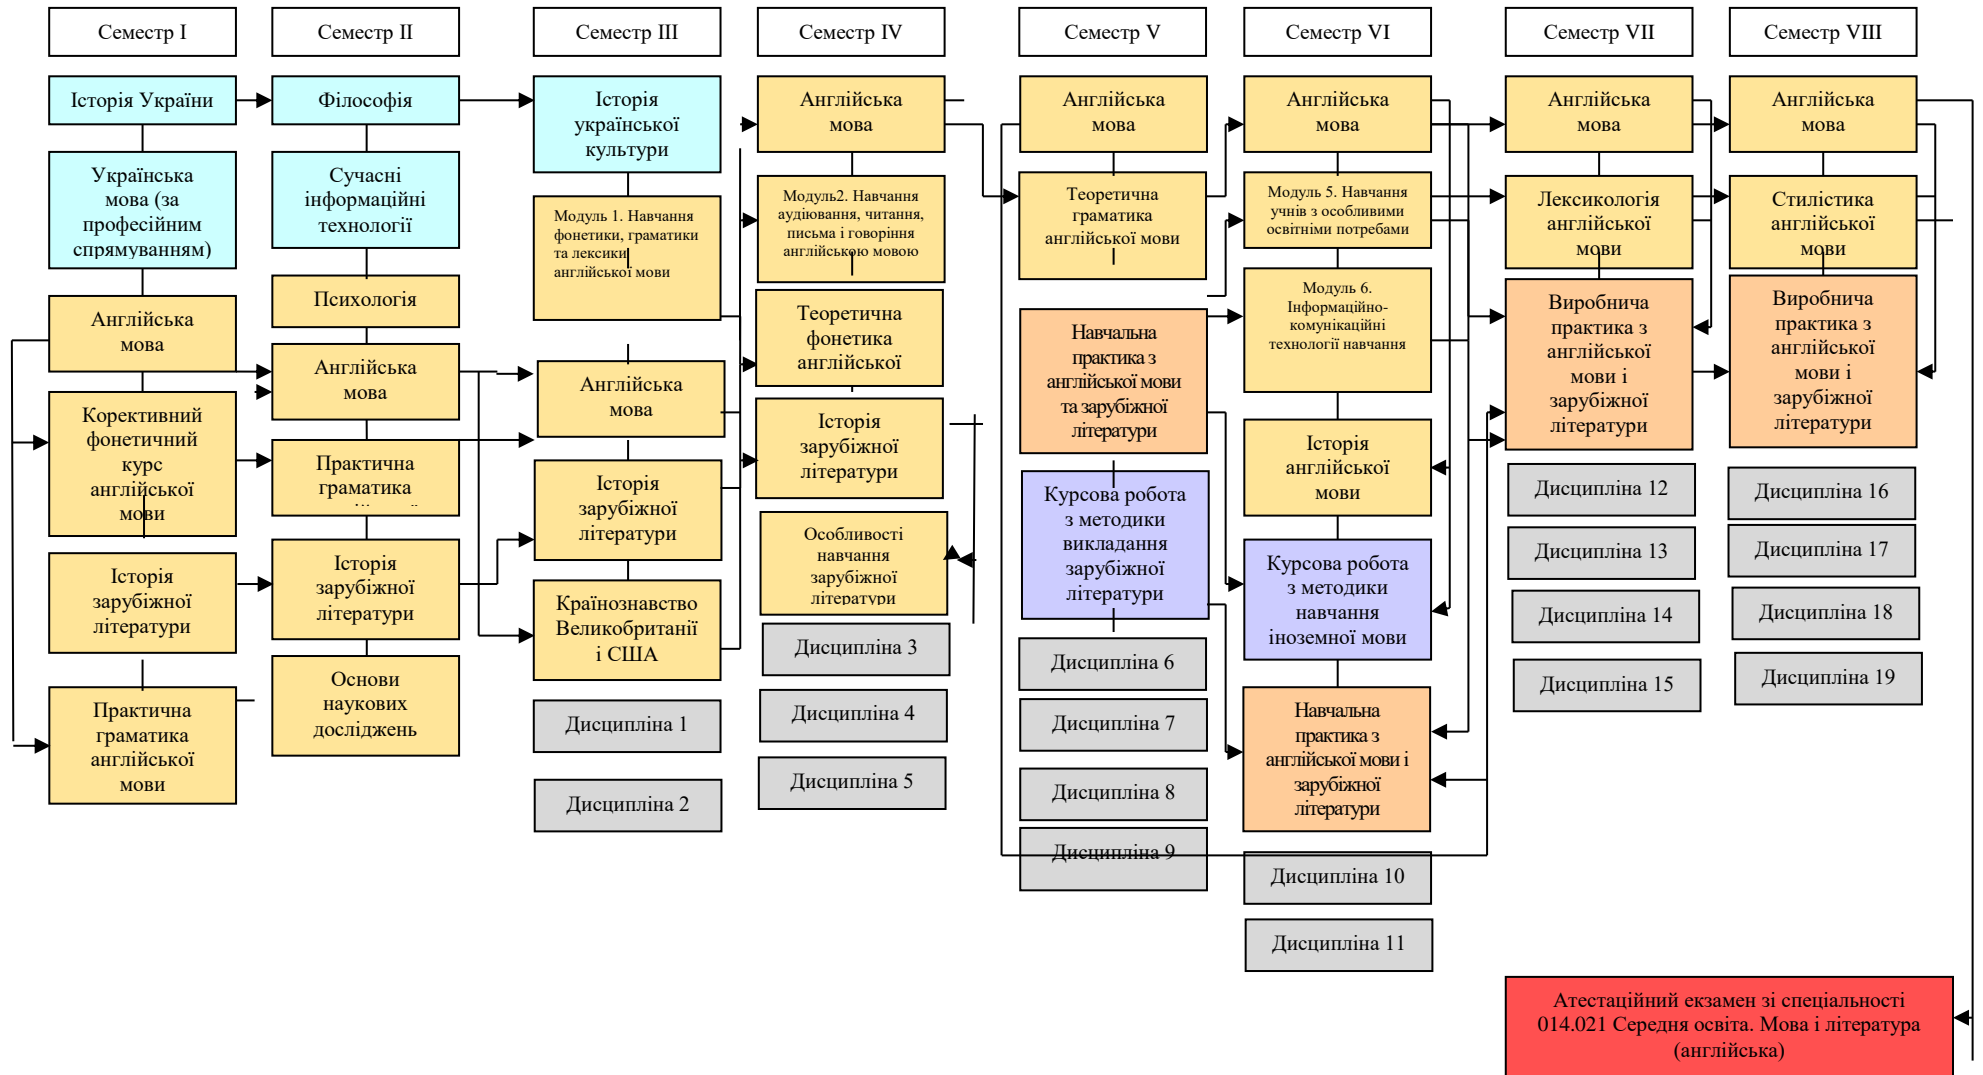 Семестр I
Семестр II
Семестр III
Семестр IV
Семестр V
Семестр VI
Семестр VII
Семестр VIII
Історія України
Українська
мова (за
професійним
спрямуванням)
Англійська
мова
Корективний
фонетичний
курс
англійської
мови
Історія
зарубіжної
літератури
Практична
граматика
англійської
мови
Філософія
Сучасні
інформаційні
технології
Психологія
Англійська
мова
Практична
граматика
Історія
зарубіжної
літератури
Основи
наукових
досліджень
Історія
української
культури
Модуль 1. Навчання
фонетики, граматики
та лексики
англійської мови
Англійська
мова
Історія
зарубіжної
літератури
Країнознавство
Великобританії
і США
Дисципліна 1
Дисципліна 2
Англійська
мова
Модуль2. Навчання
аудіювання, читання,
письма і говоріння
англійською мовою
Теоретична
фонетика
англійської
Історія
зарубіжної
літератури
Особливості
навчання
зарубіжної
літератури
Дисципліна 3
Дисципліна 4
Дисципліна 5
Англійська
мова
Теоретична
граматика
англійської мови
Навчальна
практика з
англійської мови
та зарубіжної
літератури
Курсова робота
з методики
викладання
зарубіжної
літератури
Дисципліна 6
Дисципліна 7
Дисципліна 8
Дисципліна 9
Англійська
мова
Модуль 5. Навчання
учнів з особливими
освітніми потребами
Модуль 6.
Інформаційно-
комунікаційні
технології навчання
Історія
англійської
мови
Курсова робота
з методики
навчання
іноземної мови
Навчальна
практика з
англійської мови і
зарубіжної
літератури
Дисципліна 10
Дисципліна 11
Англійська
мова
Лексикологія
англійської
мови
Виробнича
практика з
англійської
мови і
зарубіжної
літератури
Дисципліна 12
Дисципліна 13
Дисципліна 14
Дисципліна 15
Англійська
мова
Стилістика
англійської
мови
Виробнича
практика з
англійської
мови і
зарубіжної
літератури
Дисципліна 16
Дисципліна 17
Дисципліна 18
Дисципліна 19
Атестаційний екзамен зі спеціальності
014.021 Середня освіта. Мова і література
(англійська)